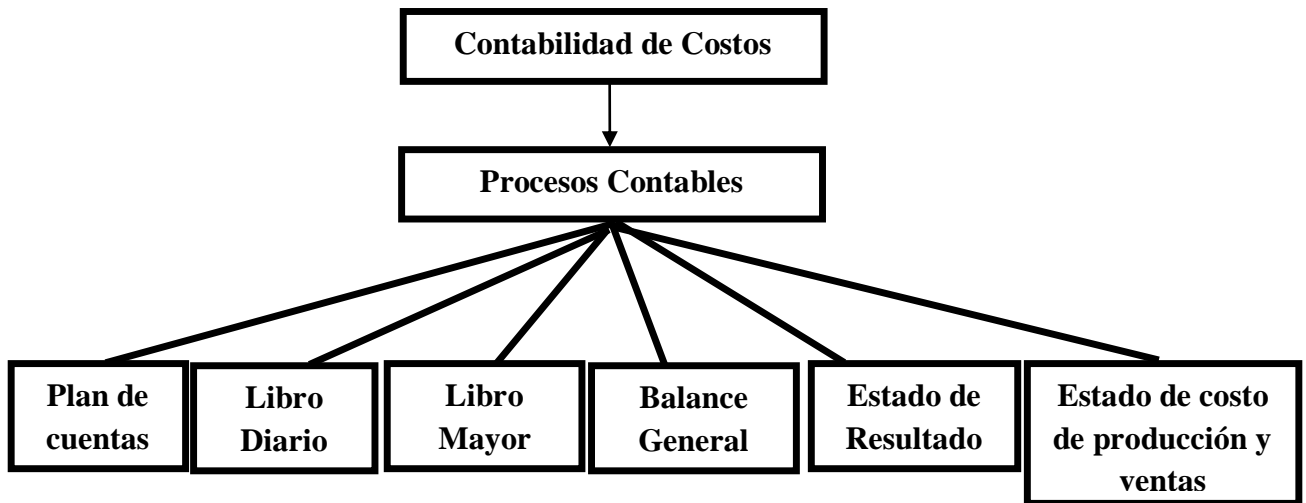 Contabilidad de Costos
Procesos Contables
Plan de
cuentas
Libro
Diario
Libro
Mayor
Balance
General
Estado de
Resultado
Estado de costo
de producción y
ventas